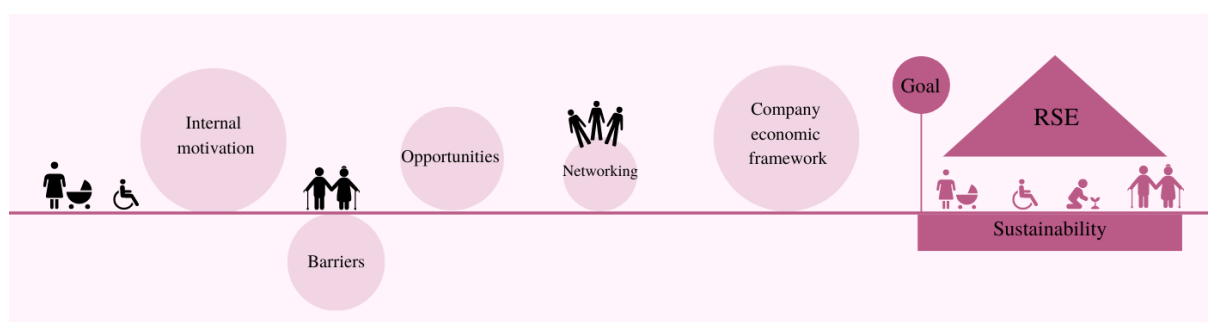 Internal
motivation
Barriers
Opportunities
Networking
Company
economic
framework
Goal
RSE
Sustainability